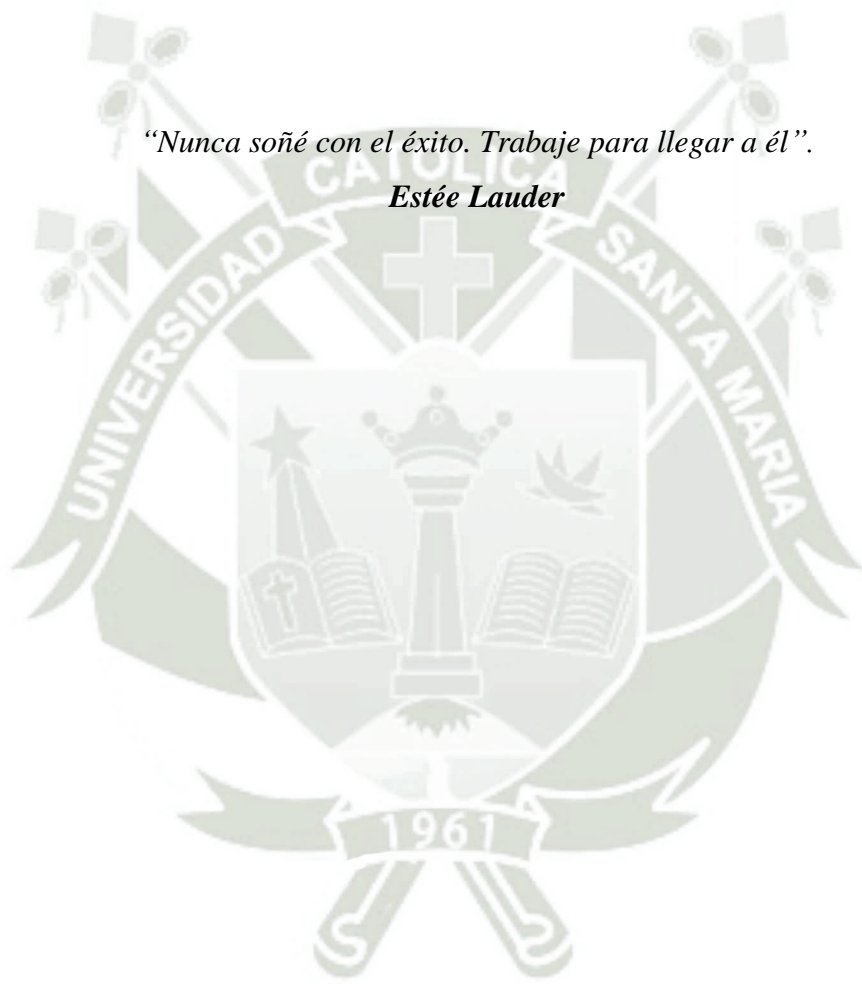 “Nunca soñé con el éxito. Trabaje para llegar a él”.
Estée Lauder
CATOLICA
UNIVERSIDAD
SANTA MARIA
1961